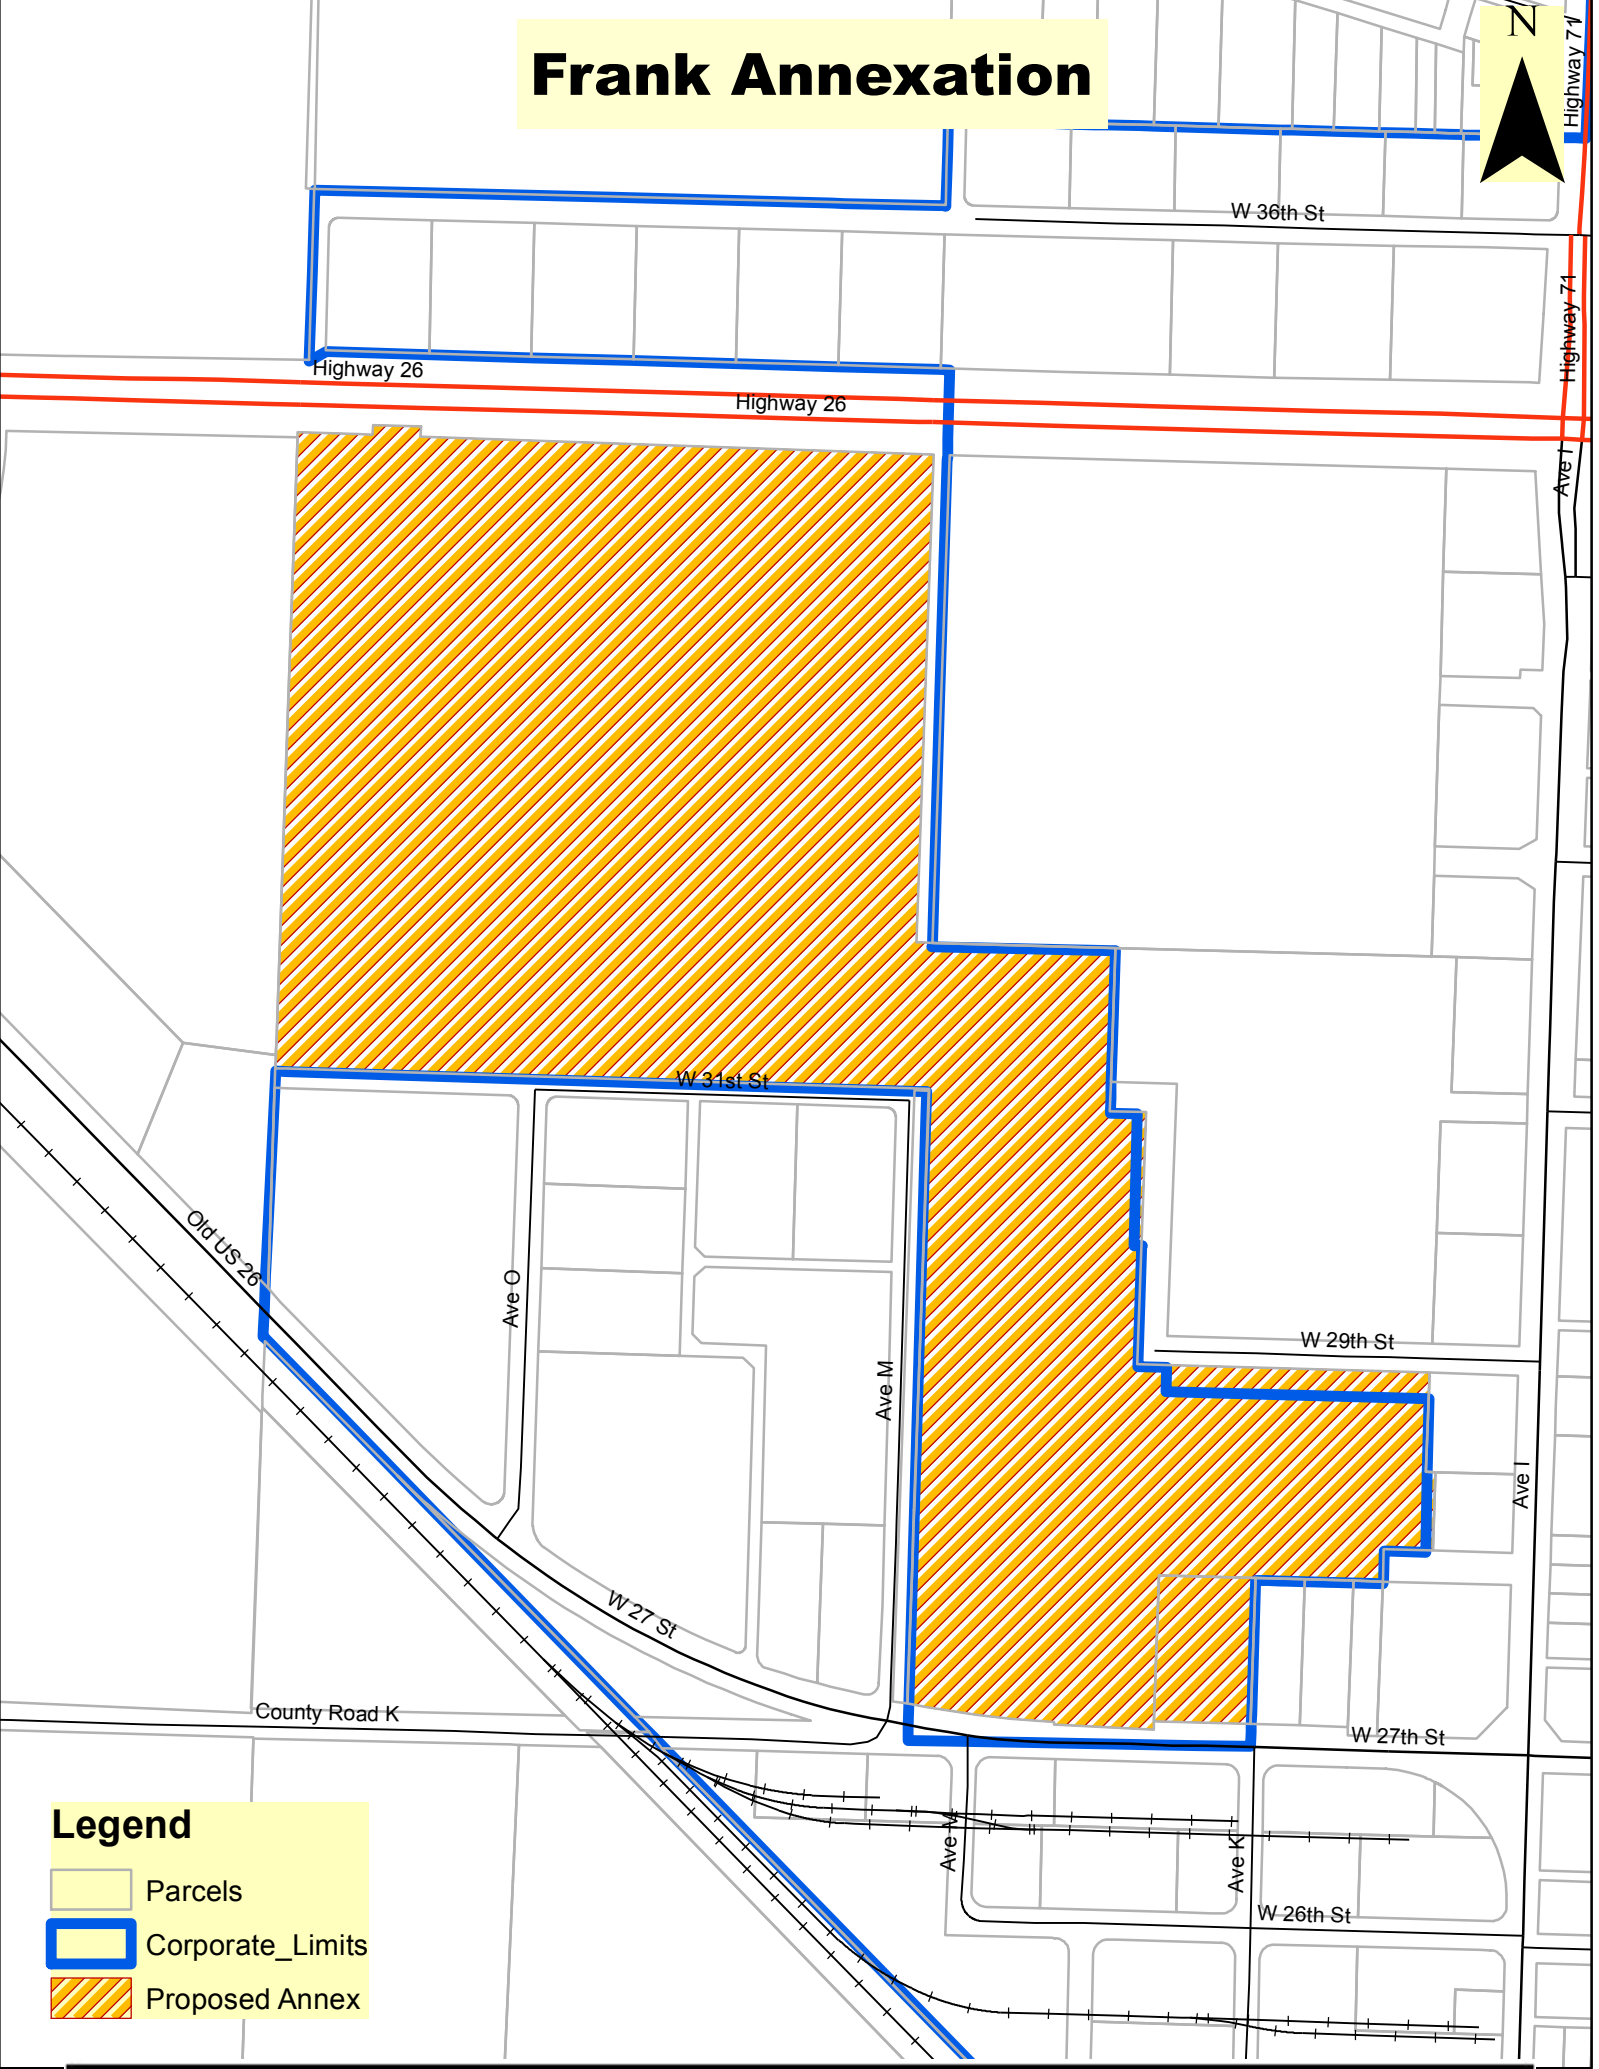 Frank Annexation
N
Highway 71
W 36th St
Highway 71
Highway 26
Highway 26
Ave I
W 31st St
Old US 26
Ave O
W 29th St
Ave M
Ave I
W 27 St
County Road K
W 27th St
Ave M
Ave K
W 26th St
Legend
Parcels
Corporate_Limits
Proposed Annex